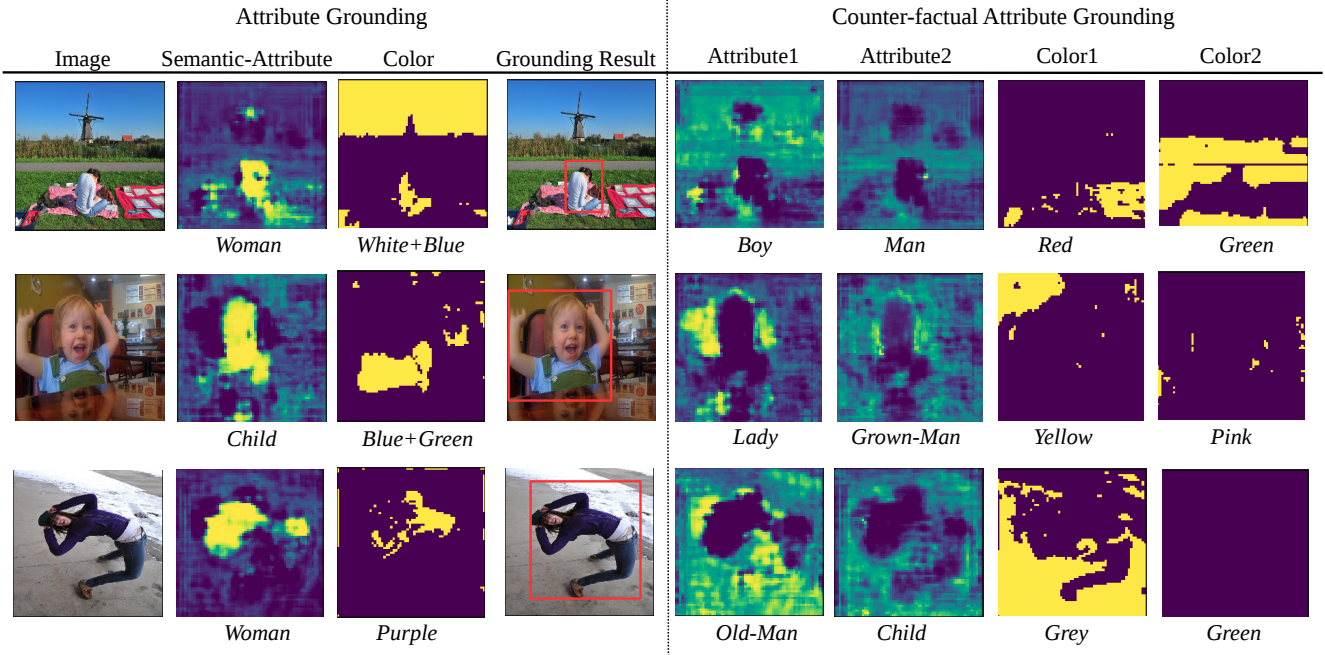 Attribute Grounding
Counter-factual Attribute Grounding
Image Semantic-Attribute Color Grounding Result Attribute1 Attribute2 Color1 Color2
Woman White+Blue Boy Man Red Green
Child Blue+Green Lady Grown-Man Yellow Pink
Woman Purple Old-Man Child Grey Green